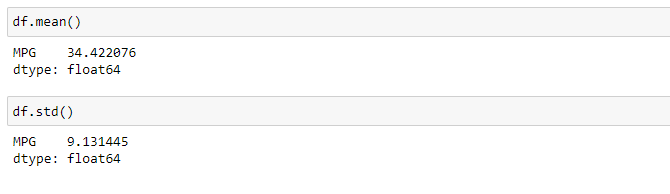 df.mean()
MPG    34.422076
dtype: float64
df.std()
MPG    9.131445
dtype: float64